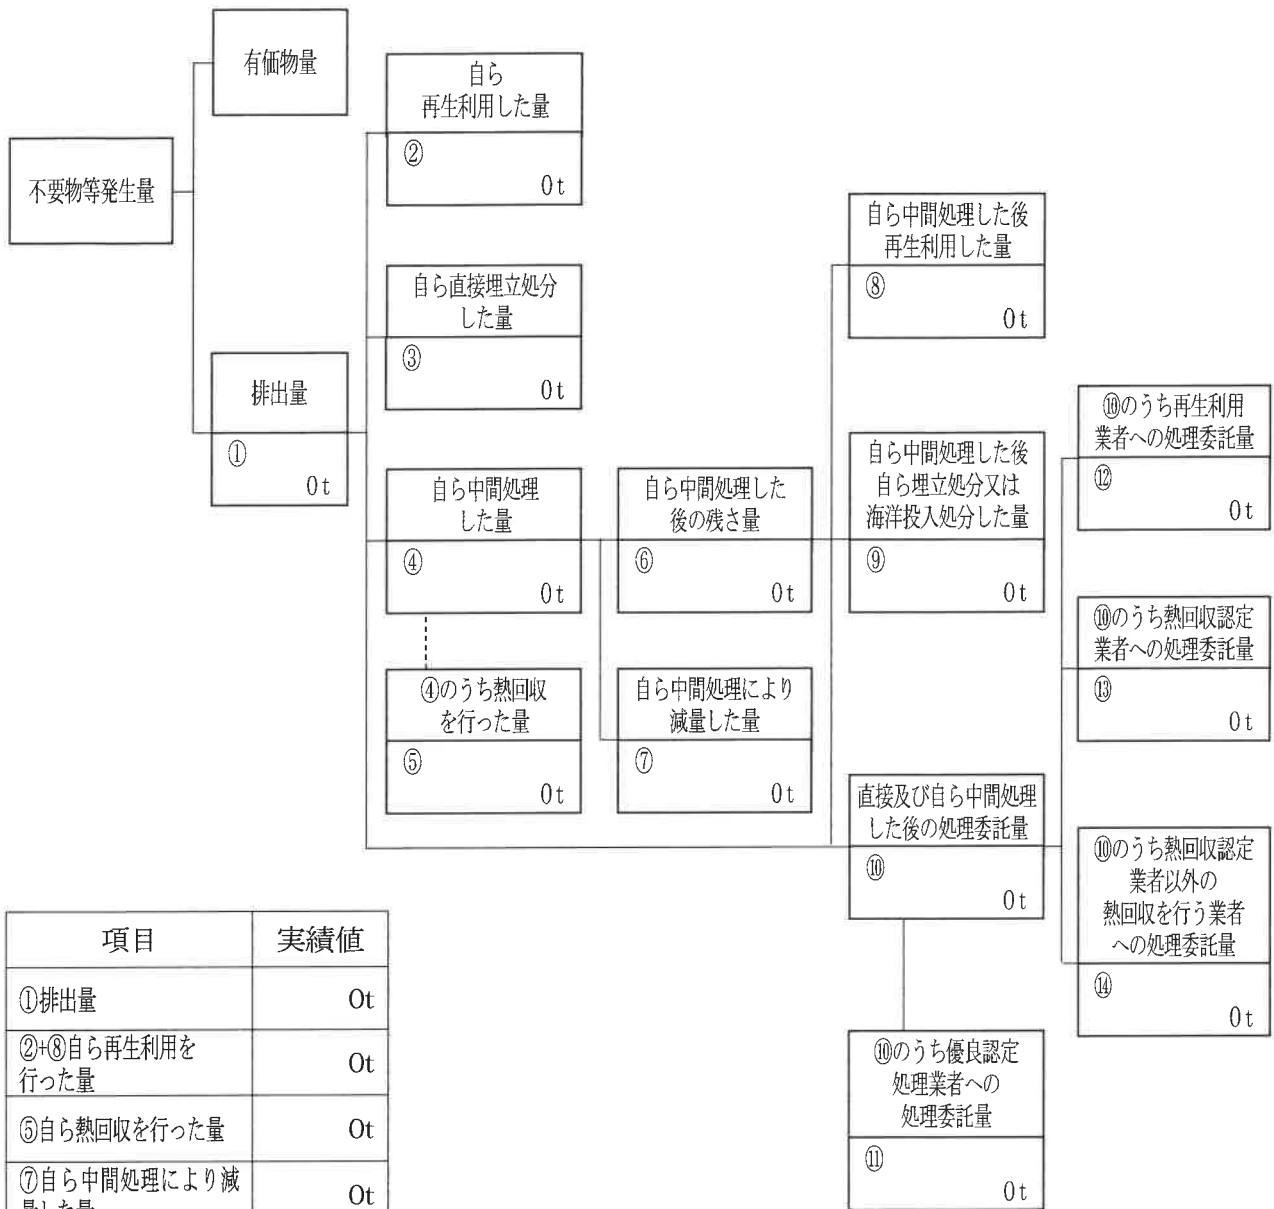 有価物量
不要物等発生量
排出量
①
0t
自ら
再生利用した量
②
0t
自ら直接埋立処分
した量
③
0t
自ら中間処理
した量
④
0t
④のうち熱回収
を行った量
⑤
0t
自ら中間処理した
後の残さ量
⑥
0t
自ら中間処理により
減量した量
⑦
0t
自ら中間処理した後
再生利用した量
⑧
0t
自ら中間処理した後
自ら埋立処分又は
海洋投入処分した量
⑨
0t
直接及び自ら中間処理
した後の処理委託量
⑩
0t
⑩のうち優良認定
処理業者への
処理委託量
⑪
0t
⑩のうち再生利用
業者への処理委託量
⑫
0t
⑩のうち熱回収認定
業者への処理委託量
⑬
0t
⑩のうち熱回収認定
業者以外の
熱回収を行う業者
への処理委託量
⑭
0t
項目 実績値
①排出量 0t
②+⑧自ら再生利用を
行った量 0t
⑤自ら熱回収を行った量 0t
⑦自ら中間処理により減
量した量 0t